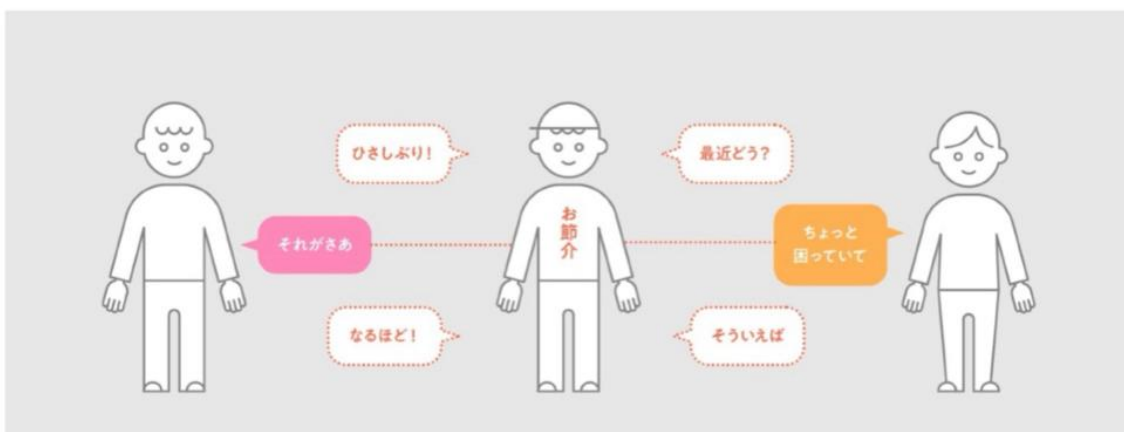 ひさしぶり!
最近どう?
お節介
それがさあ
ちょっと
困っていて
なるほど!
そういえば